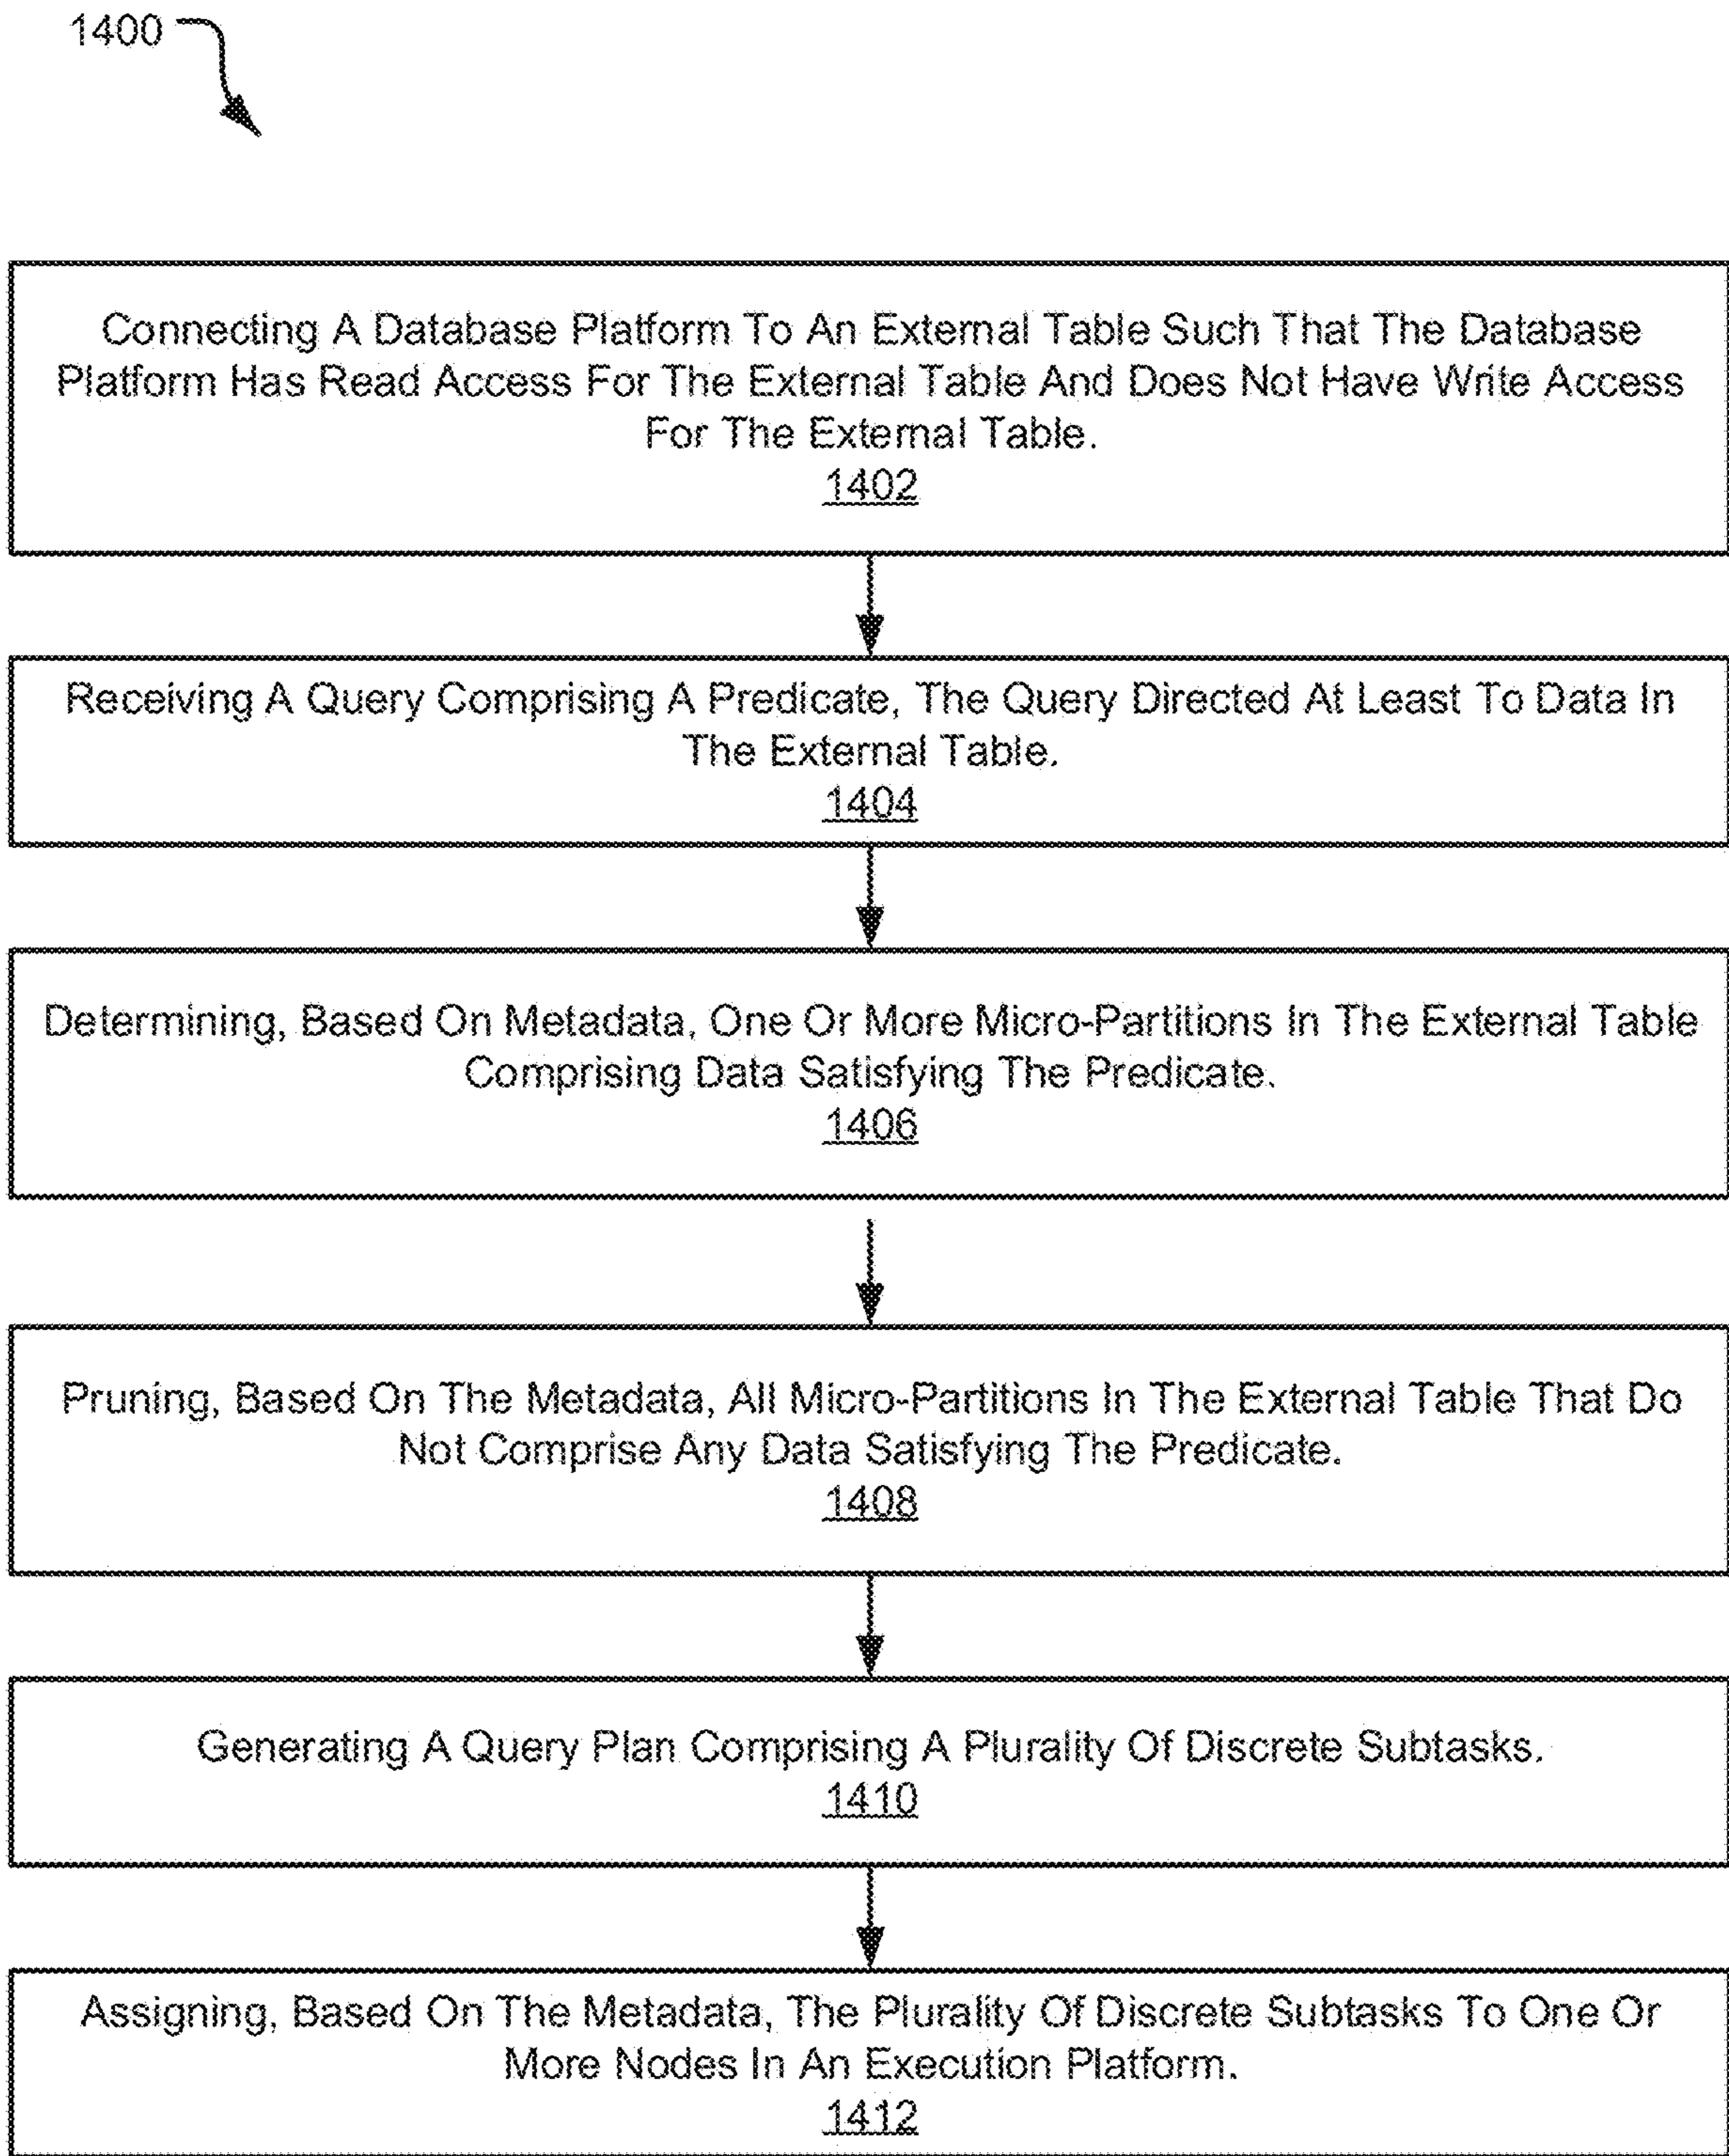 1400
Connecting A Database Platform To An External Table Such That The Database
Platform Has Read Access For The External Table And Does Not Have Write Access
For The External Table.
1402
Receiving A Query Comprising A Predicate, The Query Directed At Least To Data In
The External Table.
1404
Determining, Based On Metadata, One Or More Micro-Partitions In The External Table
Comprising Data Satisfying The Predicate.
1406
Pruning, Based On The Metadata, All Micro-Partitions In The External Table That Do
Not Comprise Any Data Satisfying The Predicate.
1408
Generating A Query Plan Comprising A Plurality Of Discrete Subtasks.
1410
Assigning, Based On The Metadata, The Plurality Of Discrete Subtasks To One Or
More Nodes In An Execution Platform.
1412